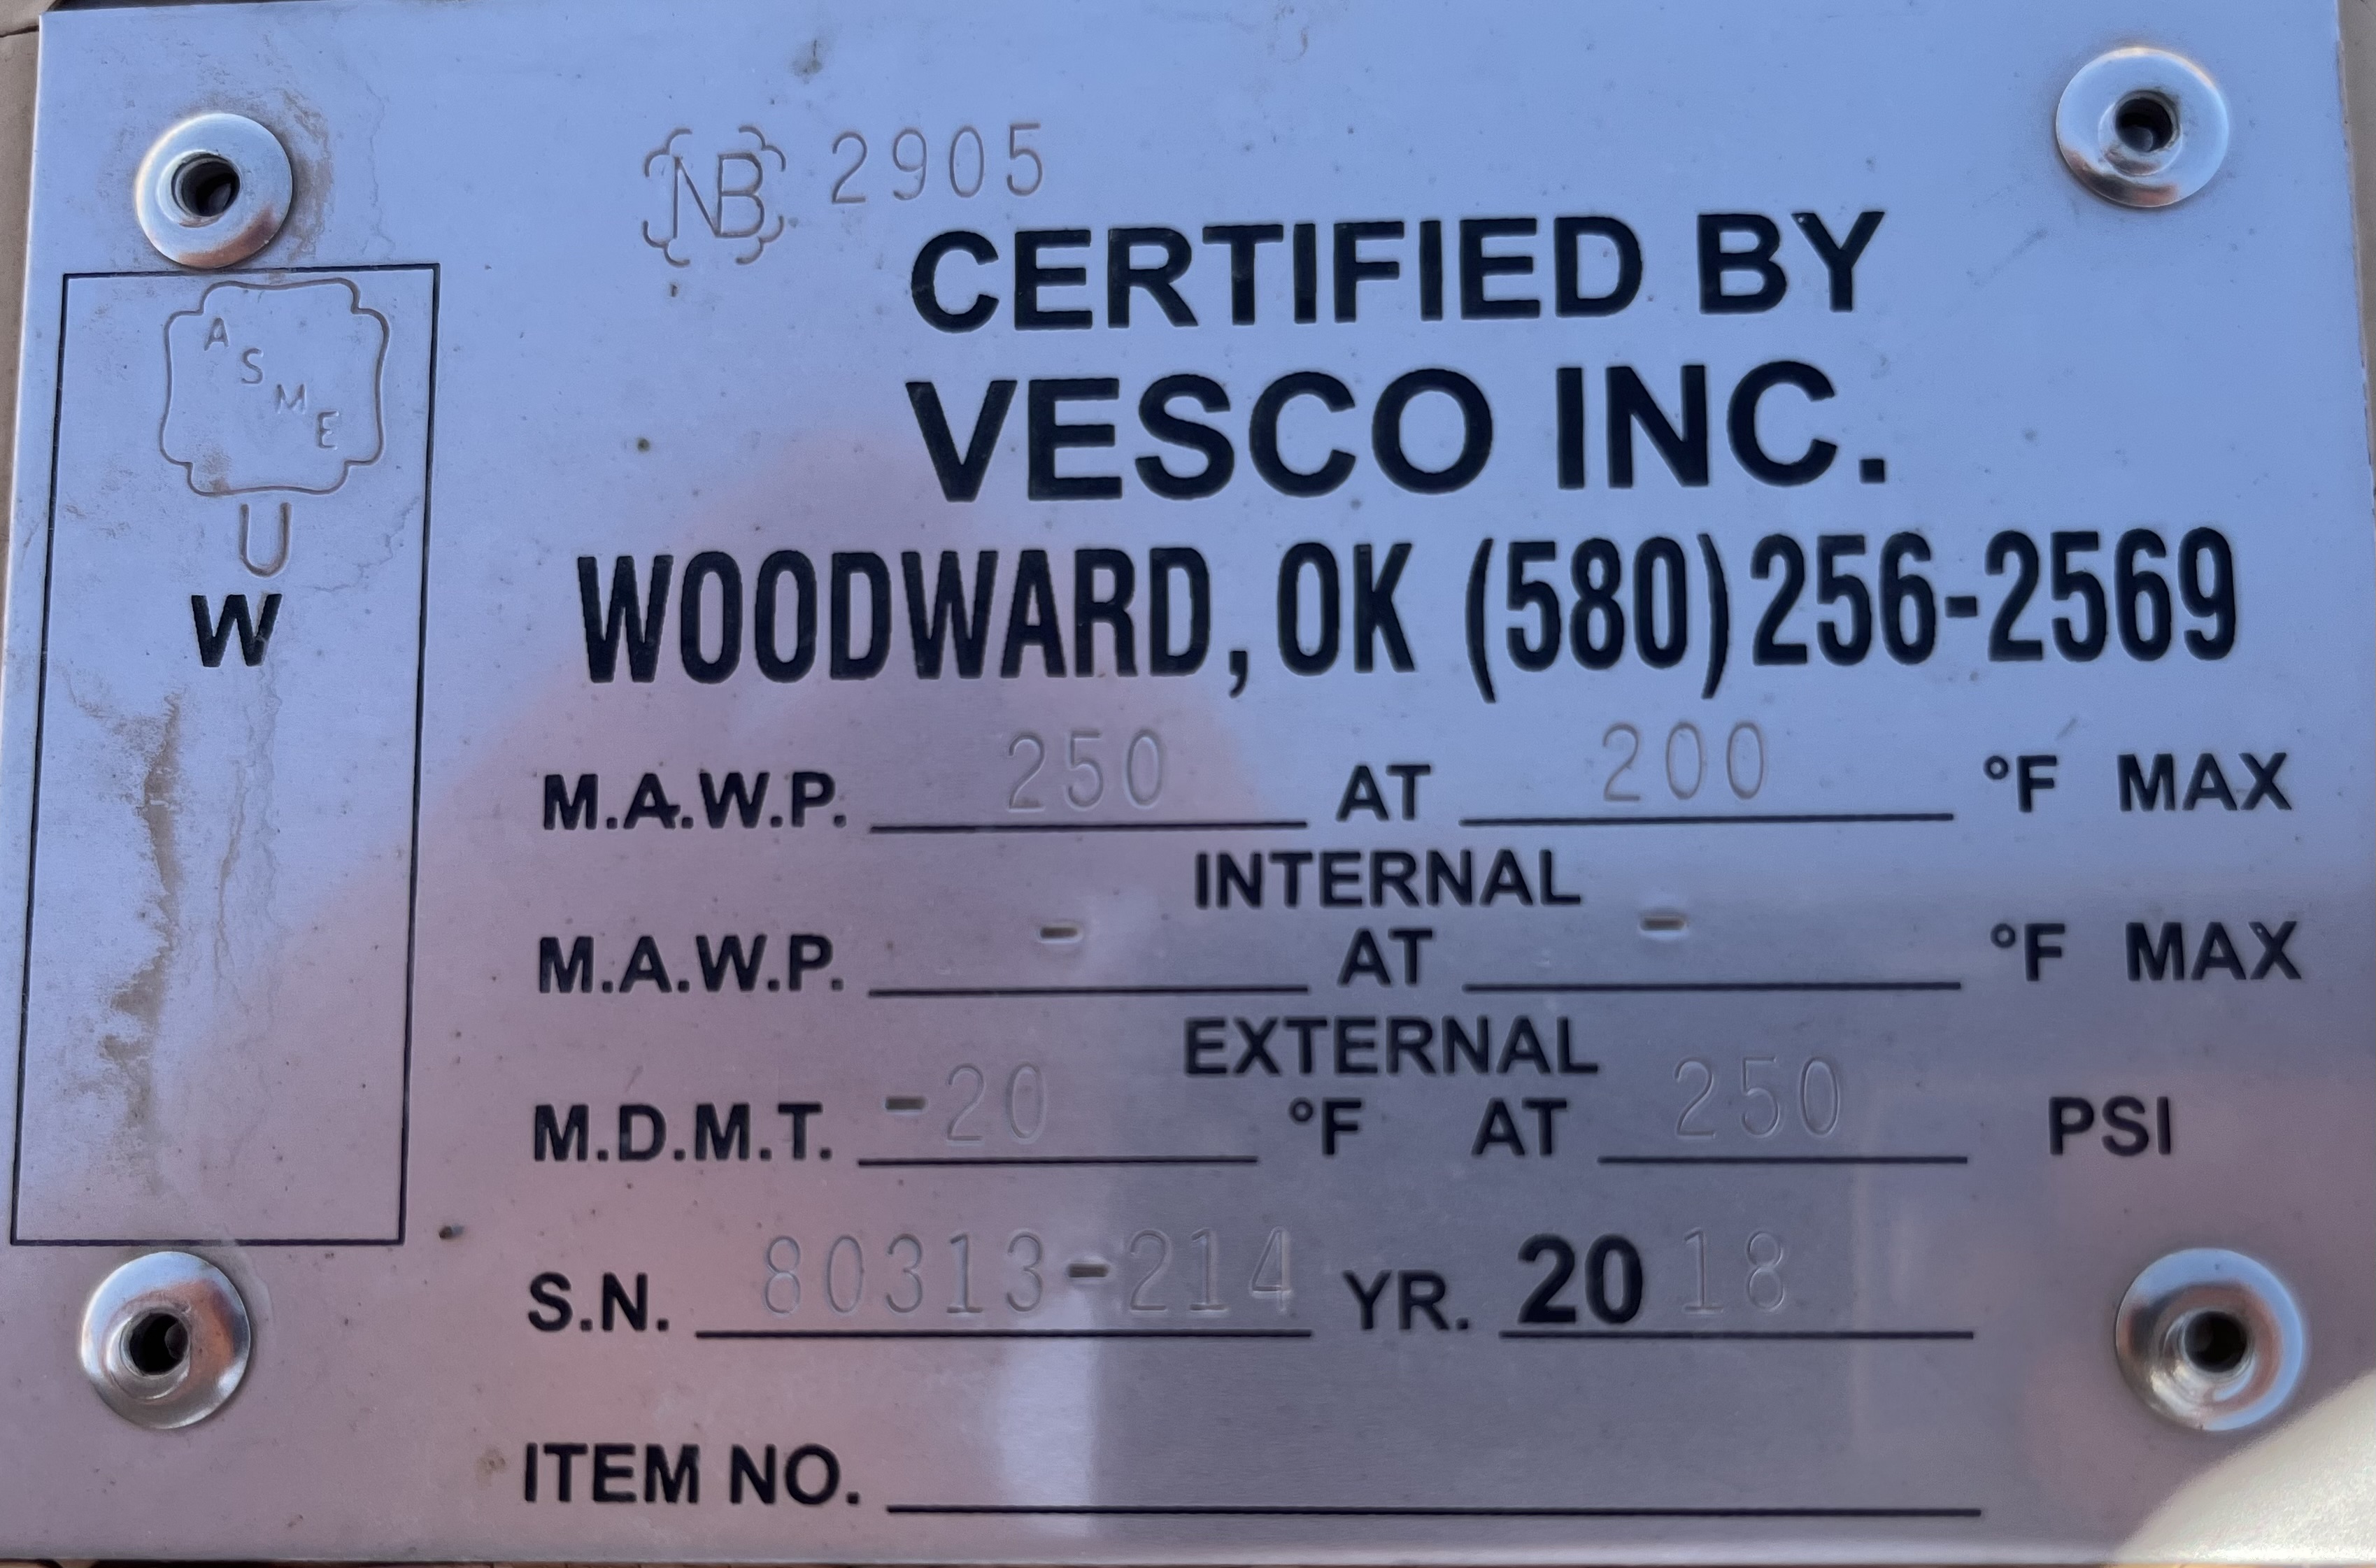 NB 2905
CERTIFIED BY
VESCO INC.
WOODWARD, OK (580) 256-2569
ASME
U
W
M.A.W.P. 250 AT 200 °F MAX
INTERNAL
M.A.W.P. - AT - °F MAX
EXTERNAL
M.D.M.T. -20 °F AT 250 PSI
S.N. 80313-214 YR. 2018
ITEM NO.